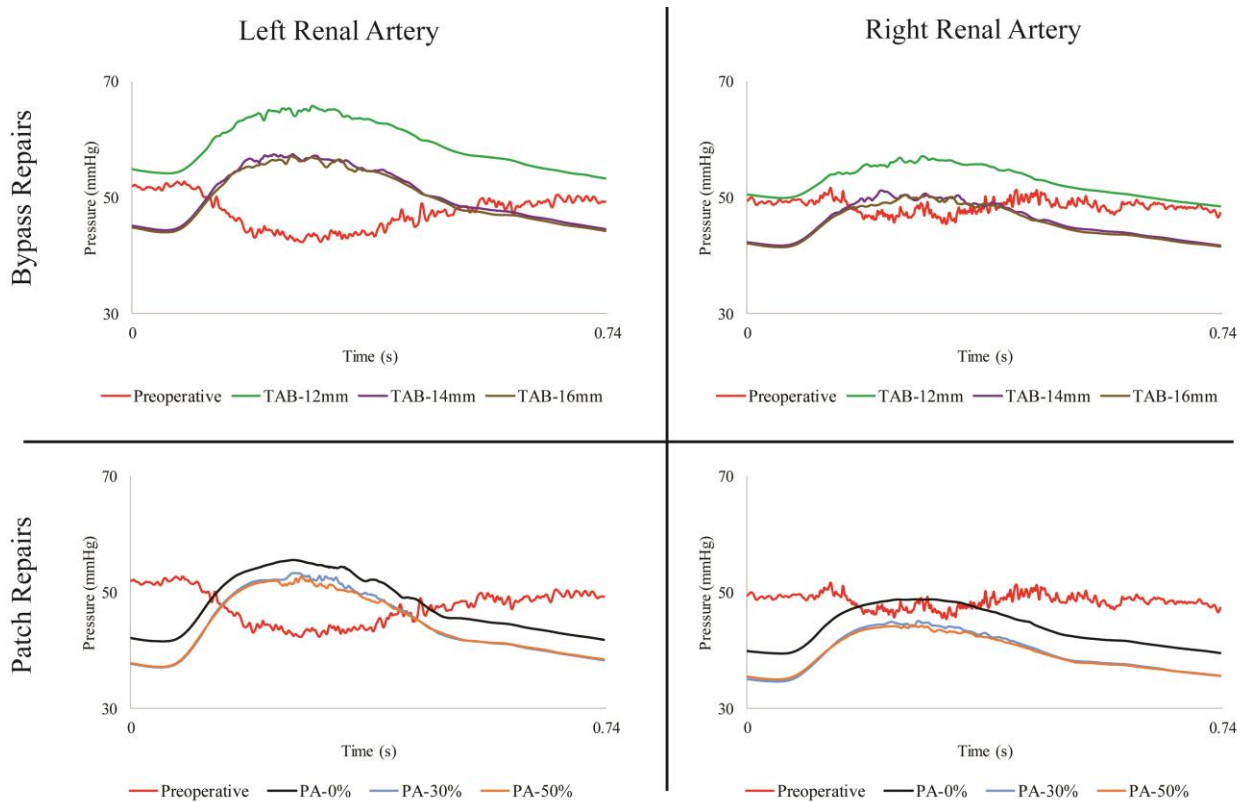 Left Renal Artery
Right Renal Artery
Bypass Repairs
70
50
30
Pressure (mmHg)
0
0.74
Time (s)
Preoperative TAB-12mm TAB-14mm TAB-16mm
70
50
30
Pressure (mmHg)
0
0.74
Time (s)
Preoperative TAB-12mm TAB-14mm TAB-16mm
Patch Repairs
70
50
30
Pressure (mmHg)
0
0.74
Time (s)
Preoperative PA-0% PA-30% PA-50%
70
50
30
Pressure (mmHg)
0
0.74
Time (s)
Preoperative PA-0% PA-30% PA-50%